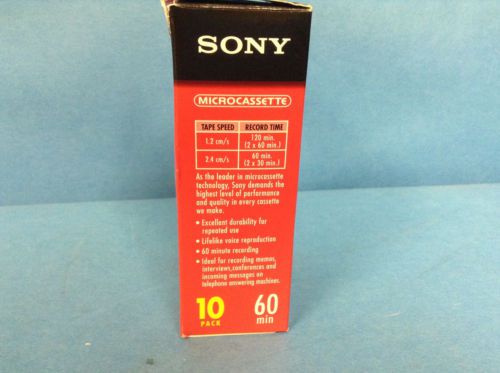 SONY
MICROCASSETTE
TAPE SPEED RECORD TIME
1.2 cm/s 120 min. (2 x 60 min.)
2.4 cm/s 60 min. (2 x 30 min.)
As the leader in microcassette
technology, Sony demands the
highest level of performance
and quality in every cassette
we make.
• Excellent durability for
repeated use
• Lifelike voice reproduction
• 60 minute recording
• Ideal for recording memos,
interviews,conferences and
incoming messages on
telephone amwering machines.
10 60
PACK min